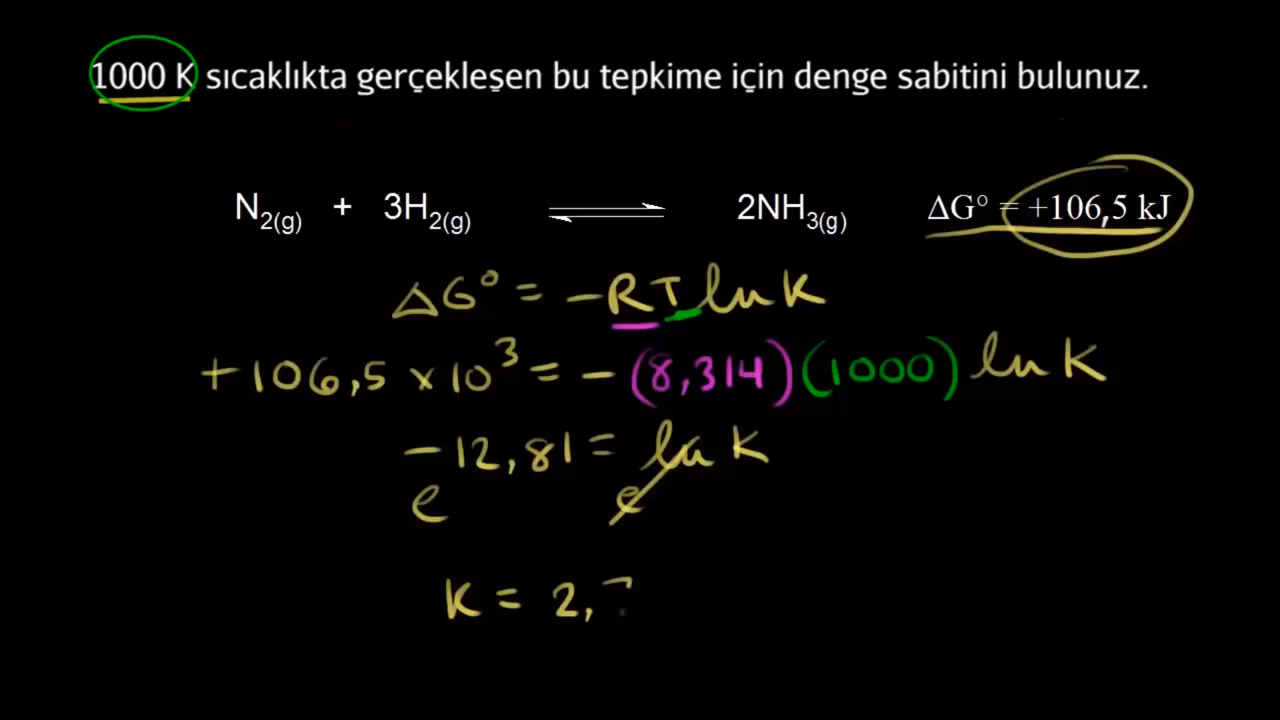 1000 K sıcaklıkta gerçekleşen bu tepkime için denge sabitini bulunuz.
N2(g) + 3H2(g) ⇌ 2NH3(g) ΔG° = +106,5 kJ
ΔG° = -RT ln K
+106,5 x 10³ = -(8,314)(1000) ln K
-12,81 = ln K
e e
K = 2,